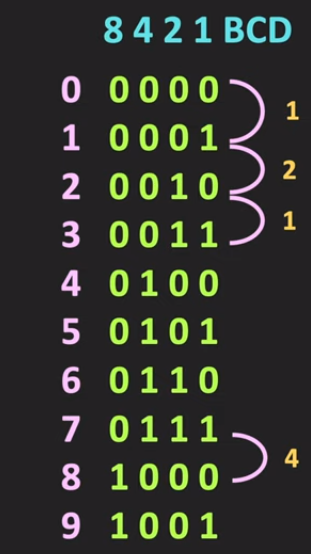 8 4 2 1 BCD
0 0 0 0 0
1
1 0 0 0 1
2
2 0 0 1 0
1
3 0 0 1 1
4 0 1 0 0
5 0 1 0 1
6 0 1 1 0
7 0 1 1 1
4
8 1 0 0 0
9 1 0 0 1